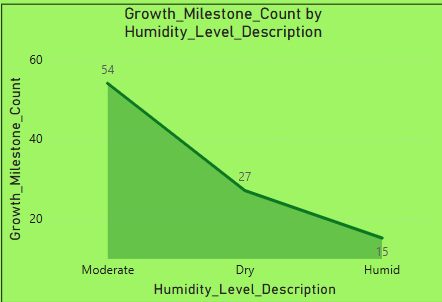 Growth_Milestone_Count by
Humidity_Level_Description
Growth_Milestone_Count
60
40
20
54
27
15
Moderate Dry Humid
Humidity_Level_Description